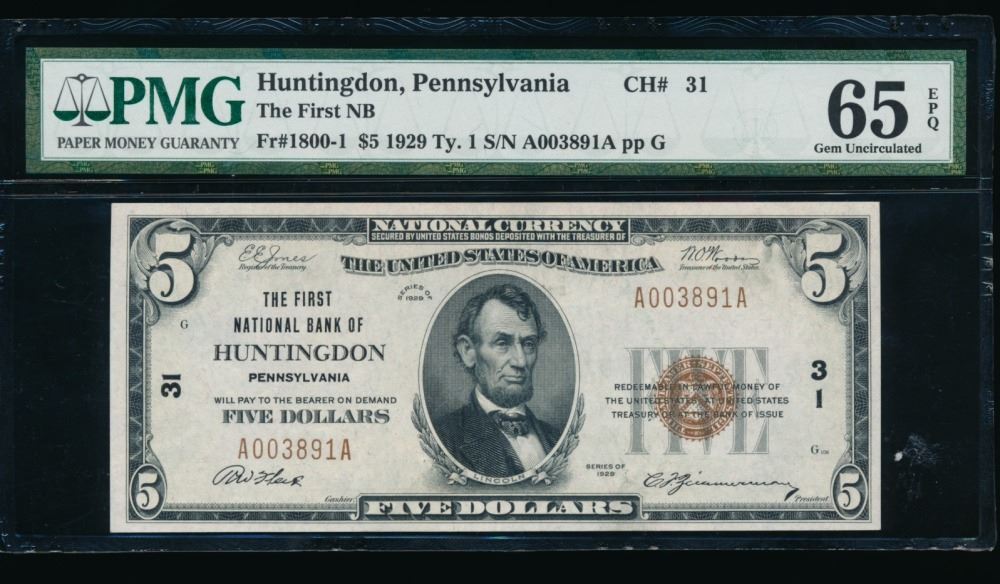 PMG
PAPER MONEY GUARANTY
Huntingdon, Pennsylvania CH# 31
The First NB
Fr#1800-1 $5 1929 Ty. 1 S/N A003891A pp G
65 EPQ
Gem Uncirculated
NATIONAL CURRENCY
SECURED BY UNITED STATES BONDS DEPOSITED WITH THE TREASURER OF
THE UNITED STATES OF AMERICA
5 5
E E Jones
Register of the Treasury
W.O. Woods
Treasurer of the United States
SERIES OF 1929
A003891A
THE FIRST
NATIONAL BANK OF
HUNTINGDON
PENNSYLVANIA
G
31
WILL PAY TO THE BEARER ON DEMAND
FIVE DOLLARS
A003891A
FIVE
REDEEMABLE IN LAWFUL MONEY OF
THE UNITED STATES AT UNITED STATES
TREASURY OR AT THE BANK OF ISSUE
3
1
G
LINCOLN
SERIES OF
1929
Cashier
C.F. Zimmerman
President
5 5
FIVE DOLLARS